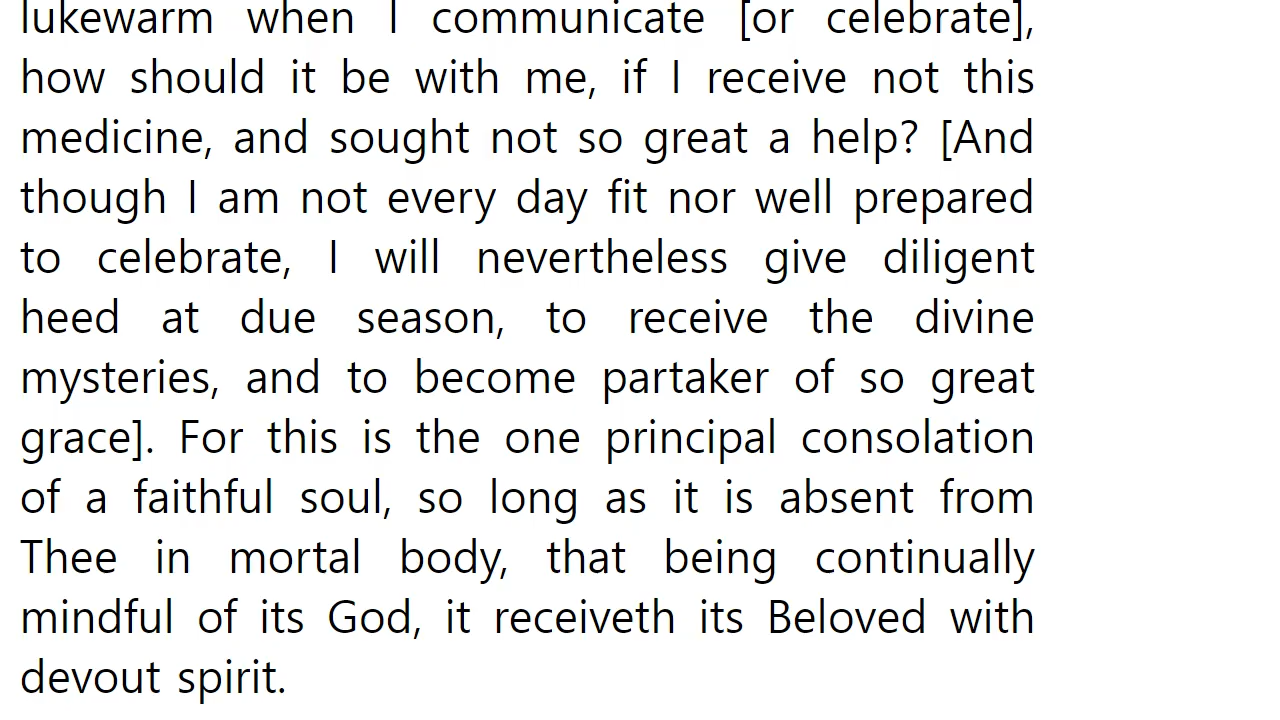 lukewarm when I communicate [or celebrate],
how should it be with me, if I receive not this
medicine, and sought not so great a help? [And
though I am not every day fit nor well prepared
to celebrate, I will nevertheless give diligent
heed at due season, to receive the divine
mysteries, and to become partaker of so great
grace]. For this is the one principal consolation
of a faithful soul, so long as it is absent from
Thee in mortal body, that being continually
mindful of its God, it receiveth its Beloved with
devout spirit.